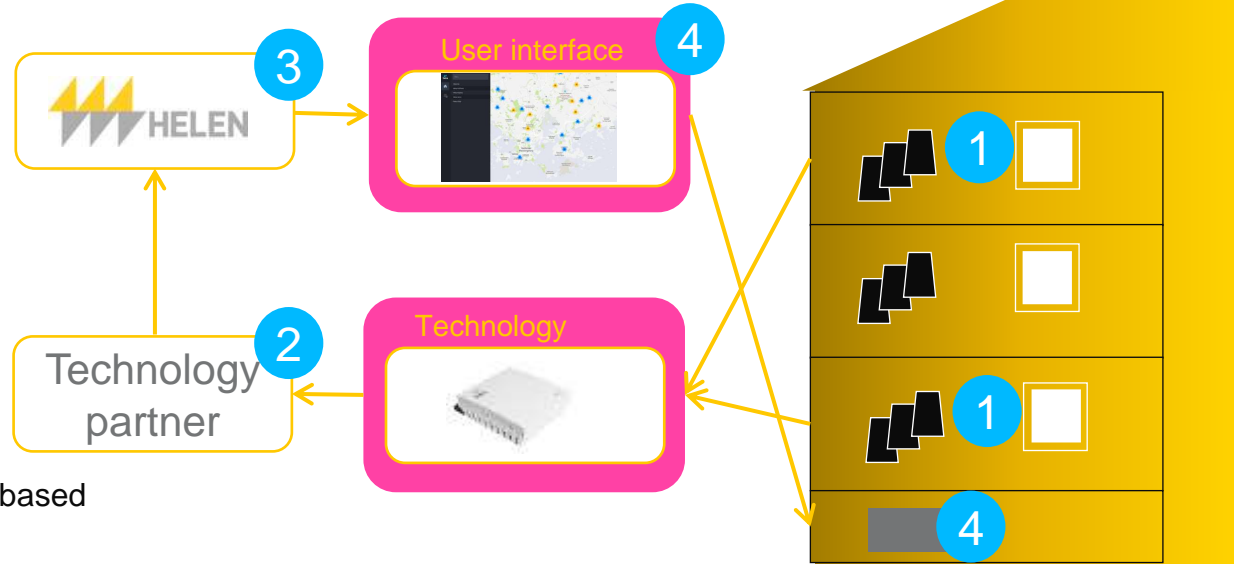 3
User interface
4
HELEN
1
Technology
2
Technology
partner
1
based
4